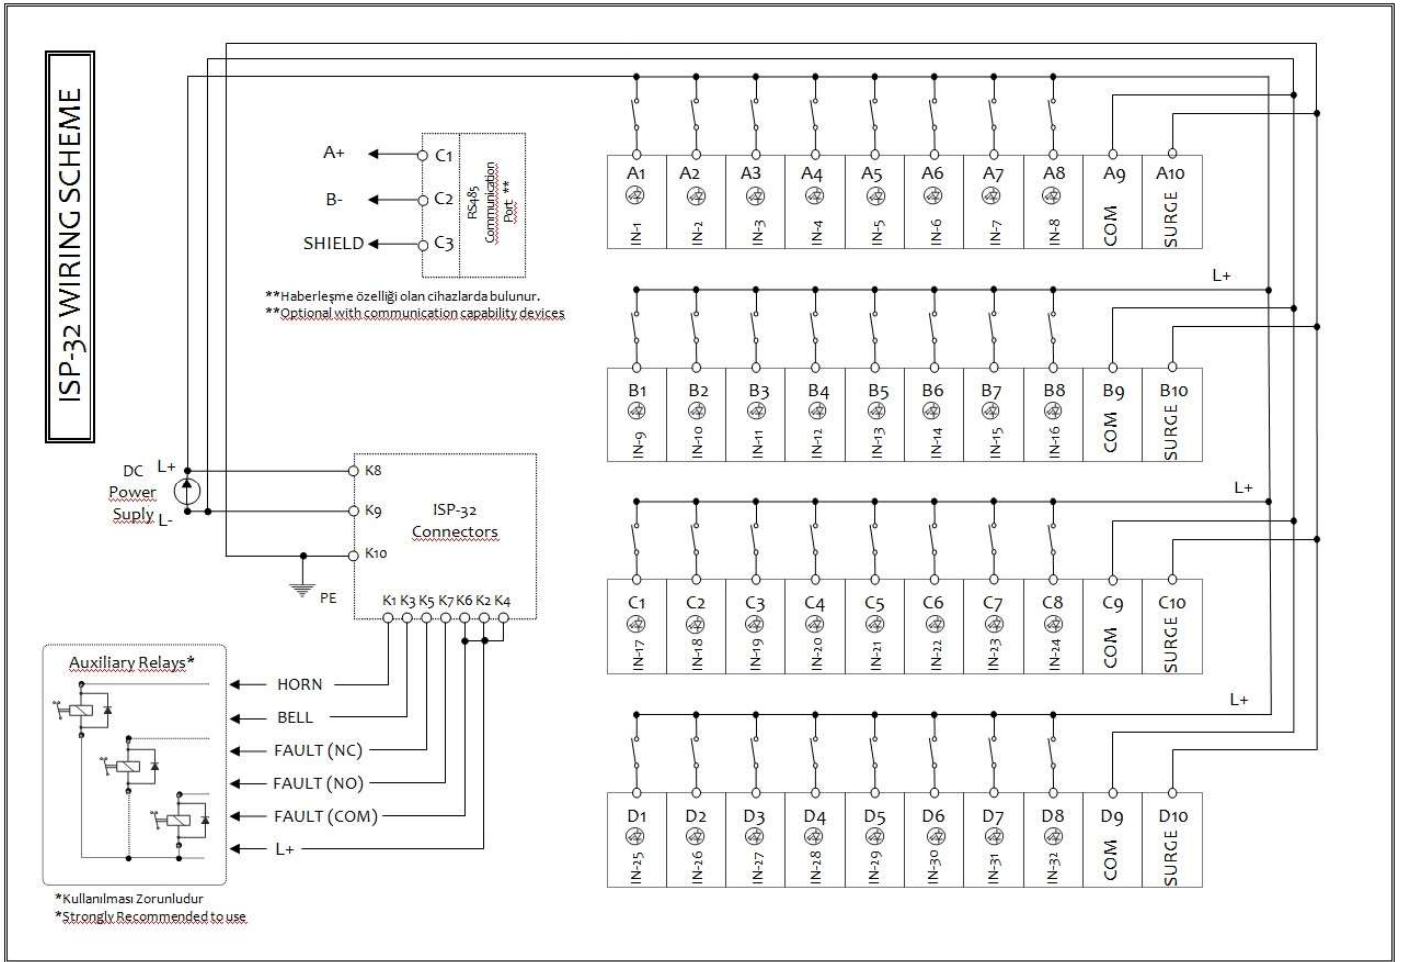 ISP-32 WIRING SCHEME
A+
B-
SHIELD
C1
C2
C3
RS485
Communication
Port **
**Haberleşme özelliği olan cihazlarda bulunur.
**Optional with communication capability devices
A1 A2 A3 A4 A5 A6 A7 A8 A9 A10
IN-1 IN-2 IN-3 IN-4 IN-5 IN-6 IN-7 IN-8 COM SURGE
L+
B1 B2 B3 B4 B5 B6 B7 B8 B9 B10
IN-9 IN-10 IN-11 IN-12 IN-13 IN-14 IN-15 IN-16 COM SURGE
L+
C1 C2 C3 C4 C5 C6 C7 C8 C9 C10
IN-17 IN-18 IN-19 IN-20 IN-21 IN-22 IN-23 IN-24 COM SURGE
L+
D1 D2 D3 D4 D5 D6 D7 D8 D9 D10
IN-25 IN-26 IN-27 IN-28 IN-29 IN-30 IN-31 IN-32 COM SURGE
DC
Power
Suply
L+
L-
K8
K9
K10
ISP-32
Connectors
PE
K1 K3 K5 K7 K6 K2 K4
Auxiliary Relays*
HORN
BELL
FAULT (NC)
FAULT (NO)
FAULT (COM)
L+
*Kullanılması Zorunludur
*Strongly Recommended to use